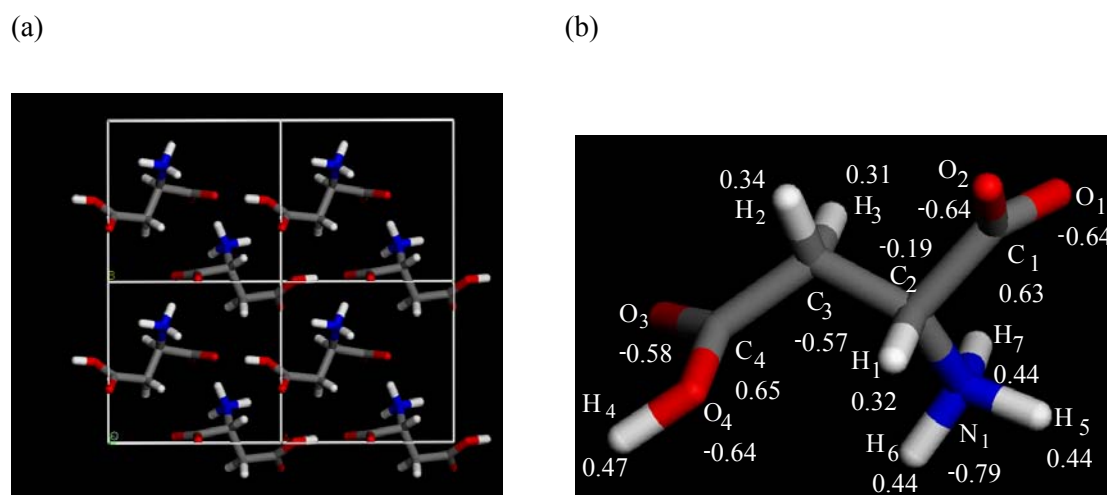 (a)
(b)
B
O
0.34
0.31
O2
O1
H2
H3
-0.64
-0.64
-0.19
C1
C2
0.63
O3
C3
-0.58
-0.57
C4
H1
H7
0.65
0.32
0.44
H4
O4
H5
H6
N1
0.47
-0.64
0.44
-0.79
0.44